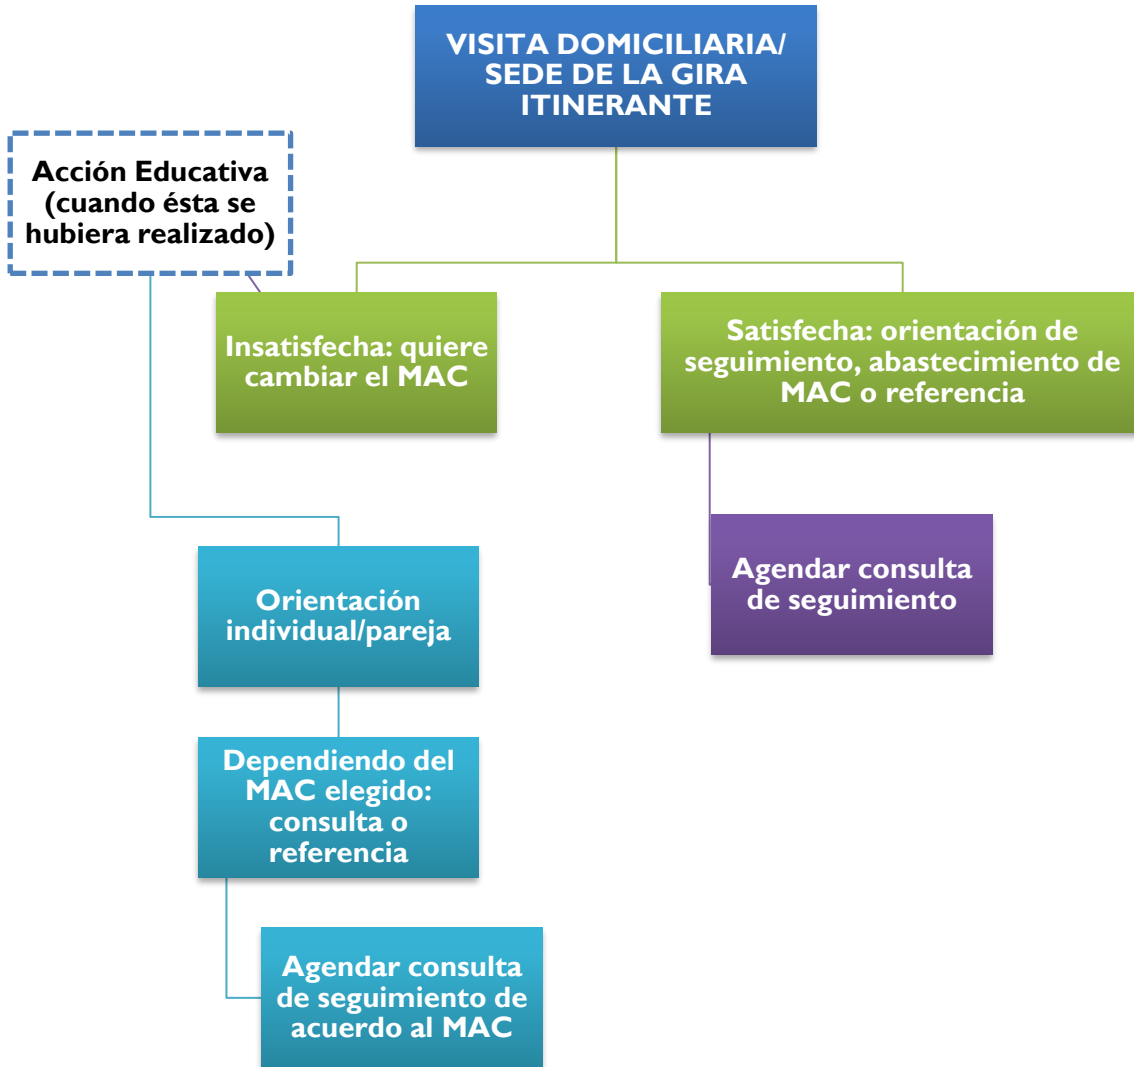 VISITA DOMICILIARIA/
SEDE DE LA GIRA
ITINERANTE
Acción Educativa
(cuando ésta se
hubiera realizado)
Insatisfecha: quiere
cambiar el MAC
Satisfecha: orientación de
seguimiento, abastecimiento de
MAC o referencia
Agendar consulta
de seguimiento
Orientación
individual/pareja
Dependiendo del
MAC elegido:
consulta o
referencia
Agendar consulta
de seguimiento de
acuerdo al MAC